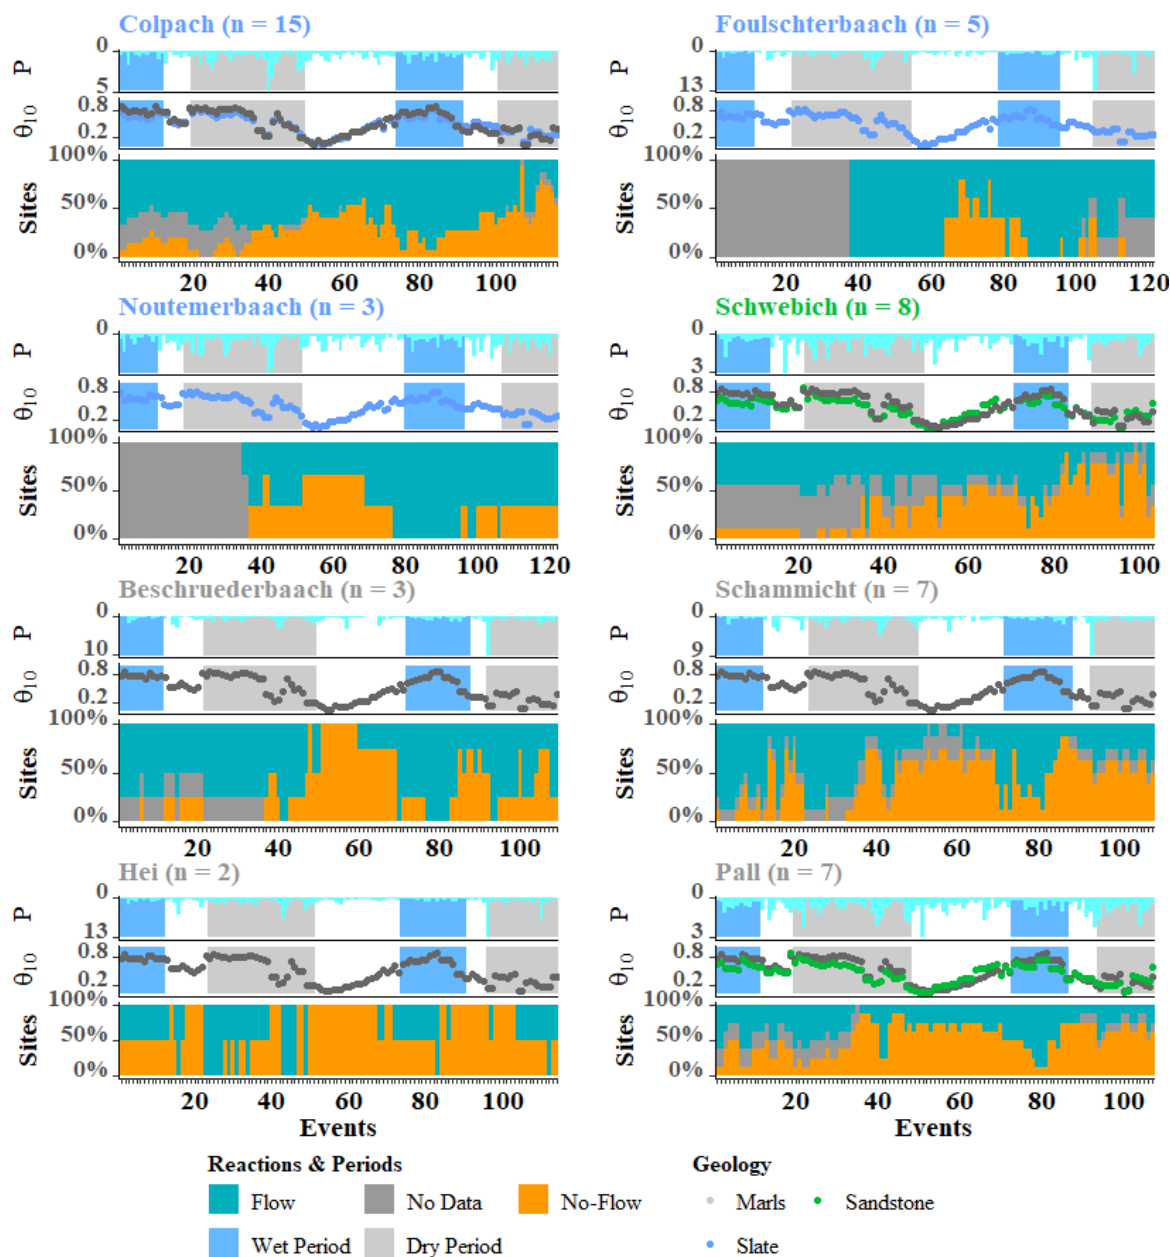 Colpach (n = 15)
0
P
5
0.8
θ10
0.2
100%
Sites
50%
0%
20 40 60 80 100
Foulschterbaach (n = 5)
0
P
13
0.8
θ10
0.2
100%
Sites
50%
0%
20 40 60 80 100 120
Noutemerbaach (n = 3)
0
P
10
0.8
θ10
0.2
100%
Sites
50%
0%
20 40 60 80 100 120
Schwebich (n = 8)
0
P
3
0.8
θ10
0.2
100%
Sites
50%
0%
20 40 60 80 100
Beschruederbaach (n = 3)
0
P
10
0.8
θ10
0.2
100%
Sites
50%
0%
20 40 60 80 100
Schammicht (n = 7)
0
P
9
0.8
θ10
0.2
100%
Sites
50%
0%
20 40 60 80 100
Hei (n = 2)
0
P
13
0.8
θ10
0.2
100%
Sites
50%
0%
20 40 60 80 100
Events
Pall (n = 7)
0
P
3
0.8
θ10
0.2
100%
Sites
50%
0%
20 40 60 80 100
Events
Reactions & Periods
Flow No Data No-Flow
Wet Period Dry Period
Geology
Marls Sandstone
Slate